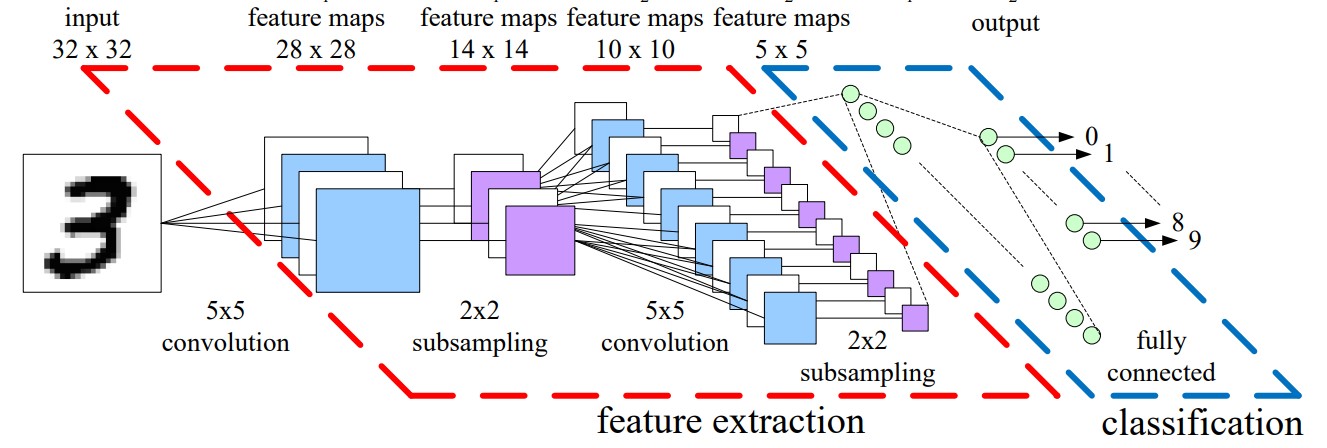 input
32 x 32
feature maps
28 x 28
feature maps
14 x 14
feature maps
10 x 10
feature maps
5 x 5
output
0
1
8
9
3
5x5
convolution
2x2
subsampling
5x5
convolution
2x2
subsampling
fully
connected
feature extraction
classification